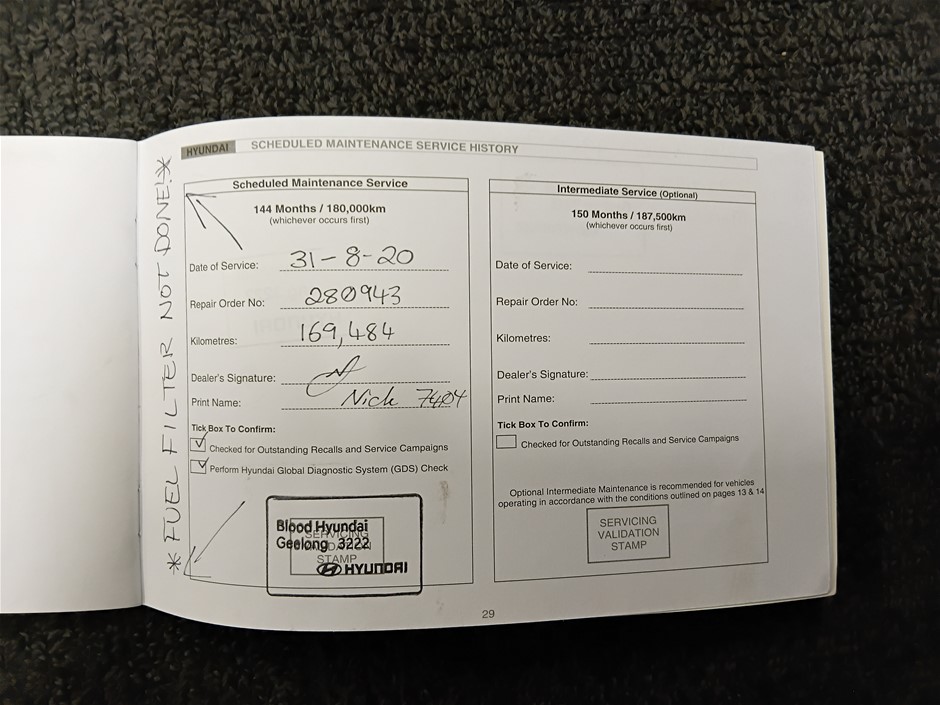 HYUNDAI SCHEDULED MAINTENANCE SERVICE HISTORY
* FUEL FILTER NOT DONE! *
Scheduled Maintenance Service
144 Months / 180,000km
(whichever occurs first)
Date of Service: 31-8-20
Repair Order No: 280943
Kilometres: 169,484
Dealer's Signature:
Print Name: Nick 7404
Tick Box To Confirm:
Checked for Outstanding Recalls and Service Campaigns
Perform Hyundai Global Diagnostic System (GDS) Check
Blood Hyundai
Geelong 3222
HYUNDAI
SERVICING
VALIDATION
STAMP
Intermediate Service (Optional)
150 Months / 187,500km
(whichever occurs first)
Date of Service:
Repair Order No:
Kilometres:
Dealer's Signature:
Print Name:
Tick Box To Confirm:
Checked for Outstanding Recalls and Service Campaigns
Optional Intermediate Maintenance is recommended for vehicles
operating in accordance with the conditions outlined on pages 13 & 14
SERVICING
VALIDATION
STAMP
29